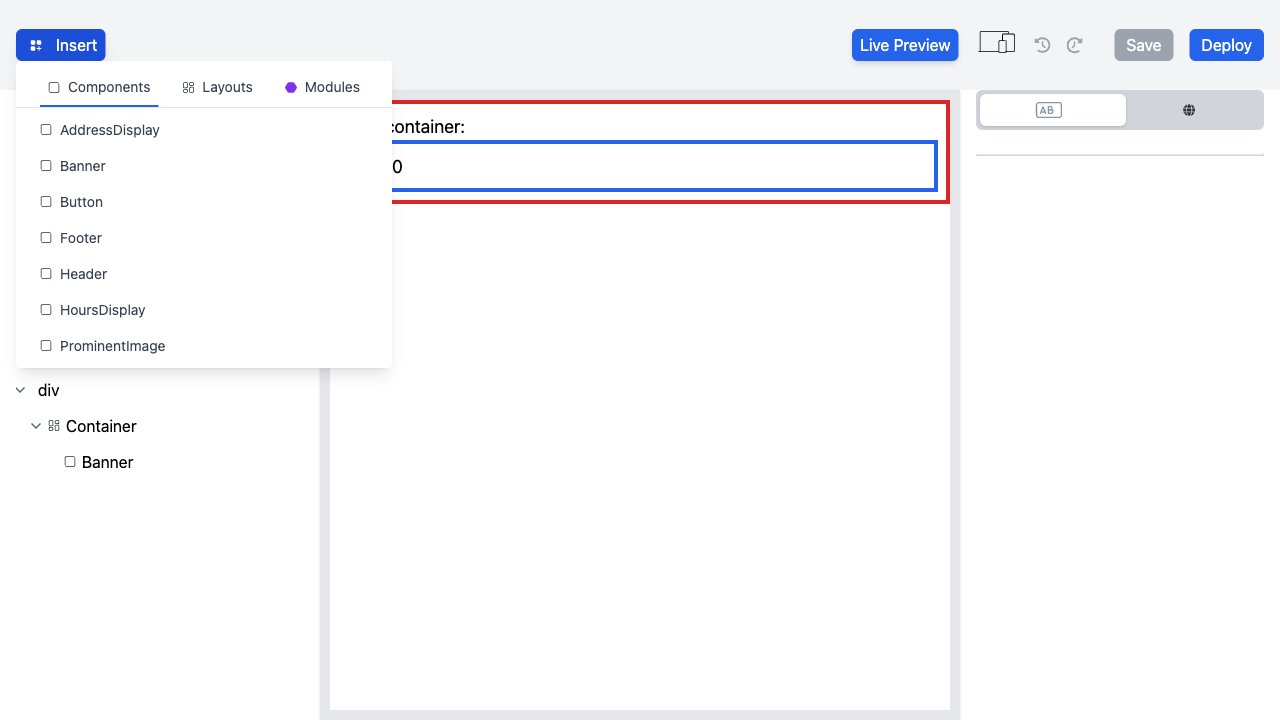 Insert
Live Preview
Save
Deploy
Components
Layouts
Modules
AB
AddressDisplay
Banner
Button
Footer
Header
HoursDisplay
ProminentImage
container:
0
div
Container
Banner